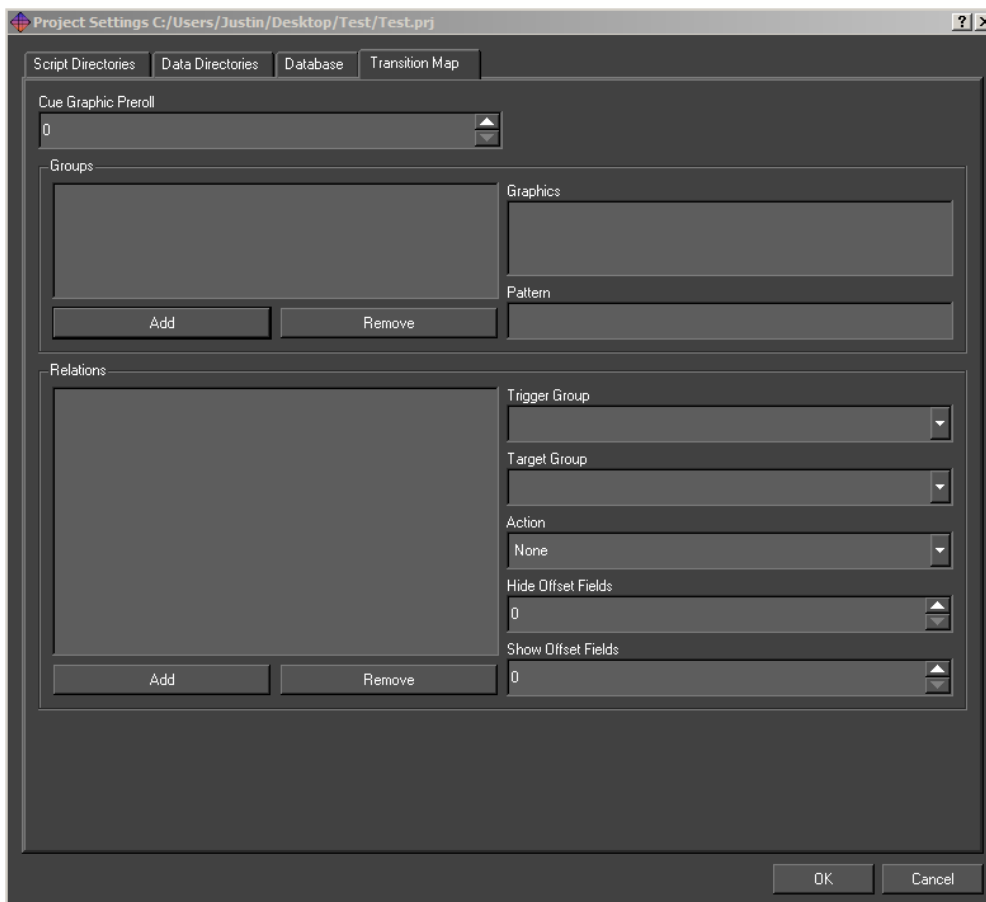 Project Settings C:/Users/Justin/Desktop/Test/Test.prj
Script Directories Data Directories Database Transition Map
Cue Graphic Preroll
0
Groups
Graphics
Pattern
Add Remove
Relations
Trigger Group
Target Group
Action
None
Hide Offset Fields
0
Show Offset Fields
0
Add Remove
OK Cancel